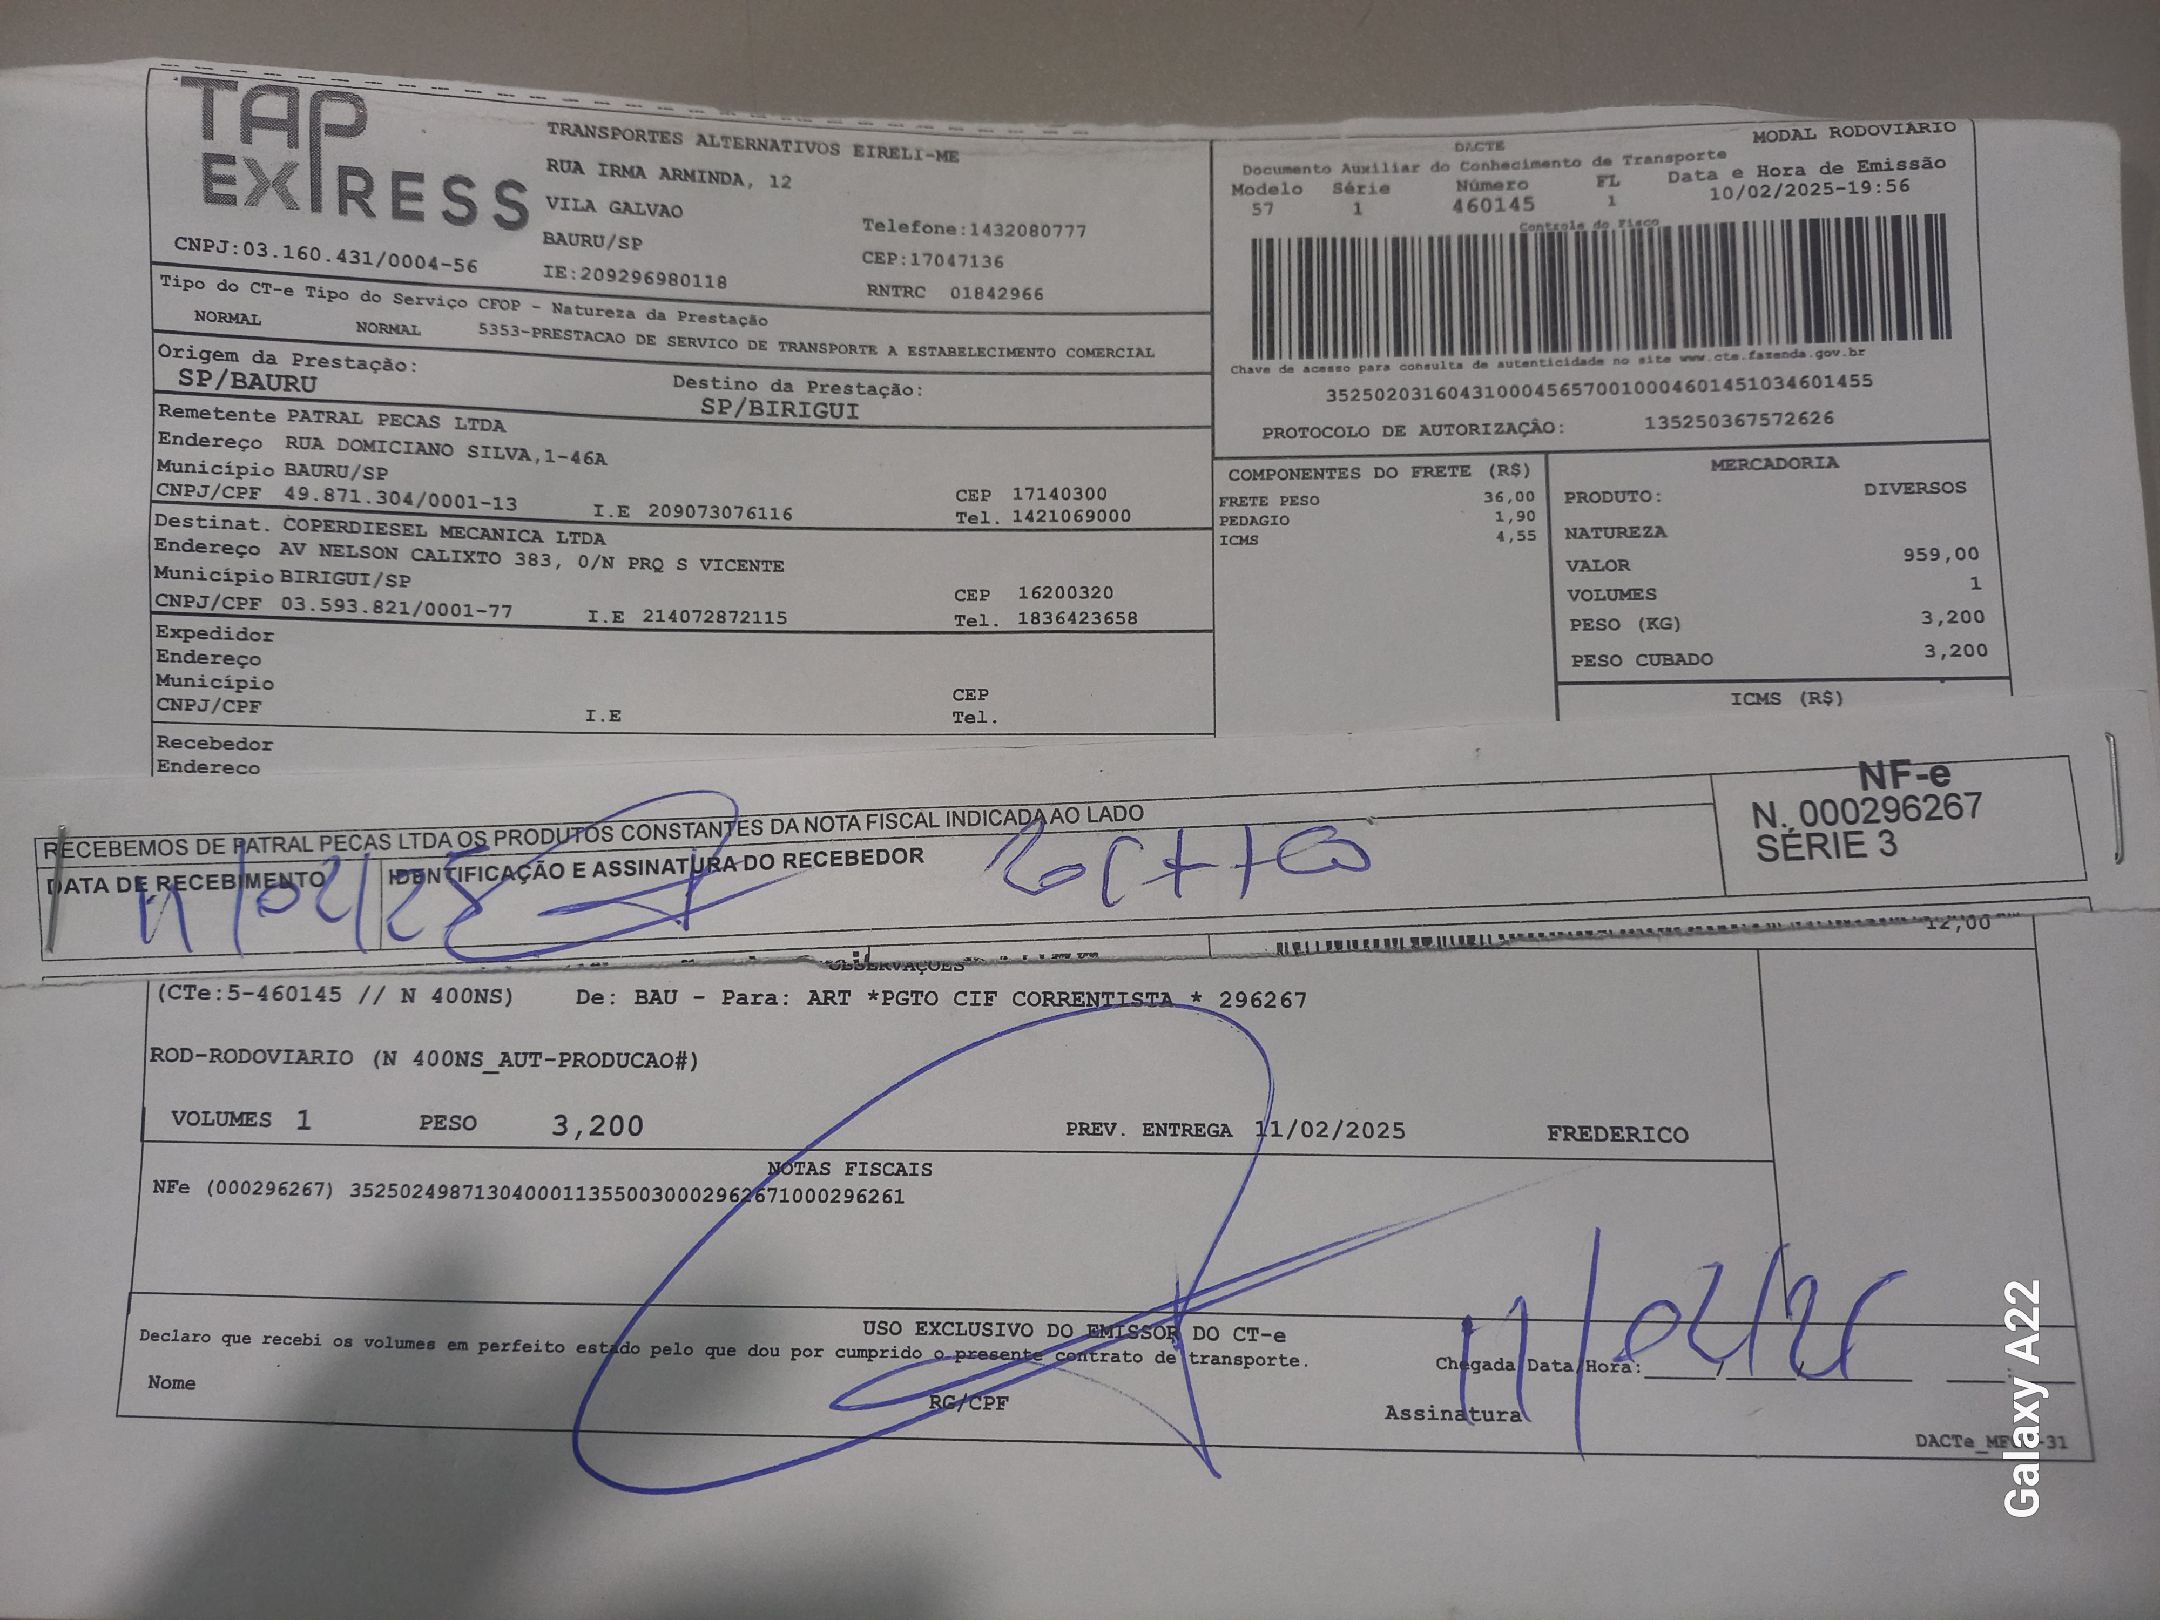 TAP EXPRESS
TRANSPORTES ALTERNATIVOS EIRELI-ME
RUA IRMA ARMINDA, 12
VILA GALVAO
BAURU/SP
IE:209296980118
Telefone:1432080777
CEP:17047136
RNTRC 01842966
CNPJ:03.160.431/0004-56
DACTE
MODAL RODOVIÁRIO
Documento Auxiliar do Conhecimento de Transporte
Modelo Série Número FL Data e Hora de Emissão
57 1 460145 1 10/02/2025-19:56
Controle do Fisco
Chave de acesso para consulta de autenticidade no site www.cte.fazenda.gov.br
35250203160431000456570010004601451034601455
PROTOCOLO DE AUTORIZAÇÃO: 135250367572626
Tipo do CT-e Tipo do Serviço CFOP - Natureza da Prestação
NORMAL NORMAL 5353-PRESTACAO DE SERVICO DE TRANSPORTE A ESTABELECIMENTO COMERCIAL
Origem da Prestação: Destino da Prestação:
SP/BAURU SP/BIRIGUI
Remetente PATRAL PECAS LTDA
Endereço RUA DOMICIANO SILVA,1-46A
Município BAURU/SP CEP 17140300
CNPJ/CPF 49.871.304/0001-13 I.E 209073076116 Tel. 1421069000
Destinat. COPERDIESEL MECANICA LTDA
Endereço AV NELSON CALIXTO 383, 0/N PRQ S VICENTE
Município BIRIGUI/SP CEP 16200320
CNPJ/CPF 03.593.821/0001-77 I.E 214072872115 Tel. 1836423658
Expedidor
Endereço
Município CEP
CNPJ/CPF I.E Tel.
Recebedor
Endereco
COMPONENTES DO FRETE (R$)
FRETE PESO 36,00
PEDAGIO 1,90
ICMS 4,55
MERCADORIA
PRODUTO: DIVERSOS
NATUREZA
VALOR 959,00
VOLUMES 1
PESO (KG) 3,200
PESO CUBADO 3,200
ICMS (R$)
RECEBEMOS DE PATRAL PECAS LTDA OS PRODUTOS CONSTANTES DA NOTA FISCAL INDICADA AO LADO
DATA DE RECEBIMENTO IDENTIFICAÇÃO E ASSINATURA DO RECEBEDOR
11/02/25
NF-e
N. 000296267
SÉRIE 3
12,00
OBSERVAÇÕES
(CTe:5-460145 // N 400NS) De: BAU - Para: ART *PGTO CIF CORRENTISTA * 296267
ROD-RODOVIARIO (N 400NS_AUT-PRODUCAO#)
VOLUMES 1 PESO 3,200 PREV. ENTREGA 11/02/2025 FREDERICO
NOTAS FISCAIS
NFe (000296267) 35250249871304000113550030002962671000296261
USO EXCLUSIVO DO EMISSOR DO CT-e
Declaro que recebi os volumes em perfeito estado pelo que dou por cumprido o presente contrato de transporte.
Chegada Data/Hora:
11/02/25
Nome RG/CPF Assinatura
Galaxy A22